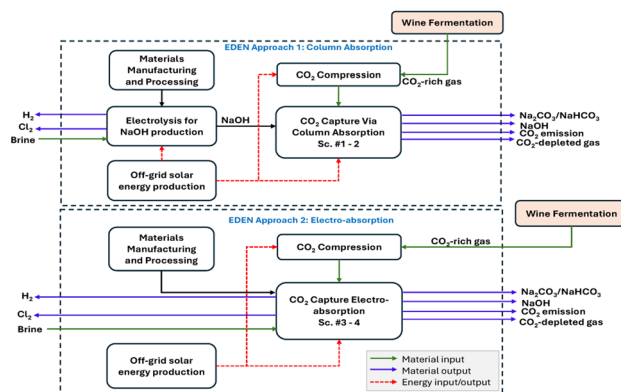 Wine Fermentation
EDEN Approach 1: Column Absorption
Materials
Manufacturing
and Processing
CO₂ Compression
CO₂-rich gas
H₂
Cl₂
Brine
Electrolysis for
NaOH production
NaOH
CO₂ Capture Via
Column Absorption
Sc. #1 - 2
Na₂CO₃/NaHCO₃
NaOH
CO₂ emission
CO₂-depleted gas
Off-grid solar
energy production
EDEN Approach 2: Electro-absorption
Wine Fermentation
Materials
Manufacturing
and Processing
CO₂ Compression
CO₂-rich gas
H₂
Cl₂
Brine
CO₂ Capture Electro-
absorption
Sc. #3 - 4
Na₂CO₃/NaHCO₃
NaOH
CO₂ emission
CO₂-depleted gas
Off-grid solar
energy production
Material input
Material output
Energy input/output